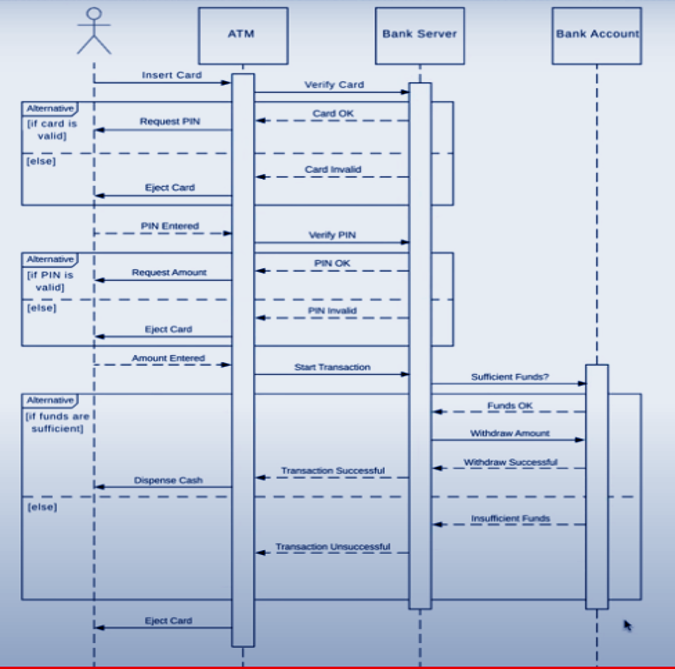 ATM
Bank Server
Bank Account
Insert Card
Verify Card
Alternative
[if card is
valid]
Card OK
Request PIN
[else]
Card Invalid
Eject Card
PIN Entered
Verify PIN
Alternative
[if PIN is
valid]
PIN OK
Request Amount
[else]
PIN Invalid
Eject Card
Amount Entered
Start Transaction
Sufficient Funds?
Alternative
[if funds are
sufficient]
Funds OK
Withdraw Amount
Withdraw Successful
Transaction Successful
Dispense Cash
[else]
Insufficient Funds
Transaction Unsuccessful
Eject Card